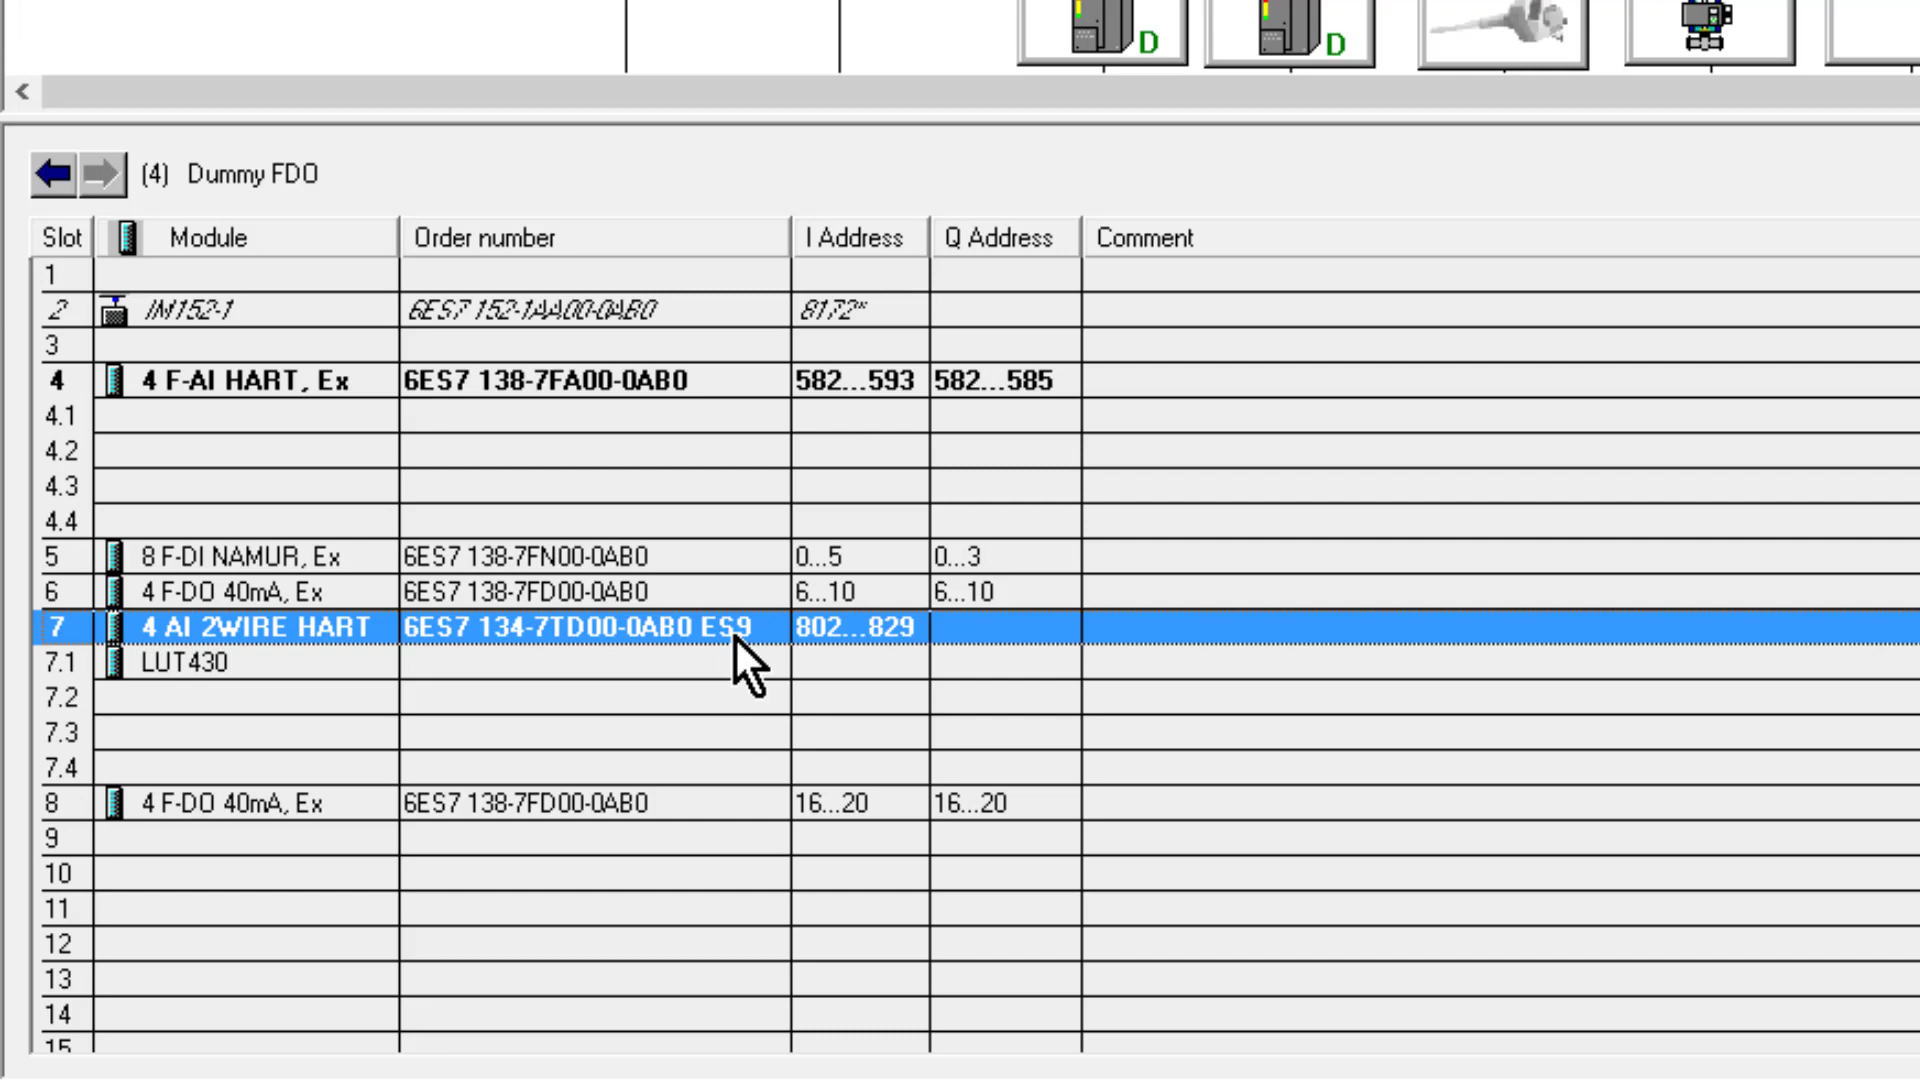 D D
<
(4) Dummy FDO
Slot Module Order number I Address Q Address Comment
1
2 IM152-1 6ES7 152-1AA00-0AB0 8172*
3
4 4 F-AI HART, Ex 6ES7 138-7FA00-0AB0 582...593 582...585
4.1
4.2
4.3
4.4
5 8 F-DI NAMUR, Ex 6ES7 138-7FN00-0AB0 0...5 0...3
6 4 F-DO 40mA, Ex 6ES7 138-7FD00-0AB0 6...10 6...10
7 4 AI 2WIRE HART 6ES7 134-7TD00-0AB0 ES9 802...829
7.1 LUT430
7.2
7.3
7.4
8 4 F-DO 40mA, Ex 6ES7 138-7FD00-0AB0 16...20 16...20
9
10
11
12
13
14
15